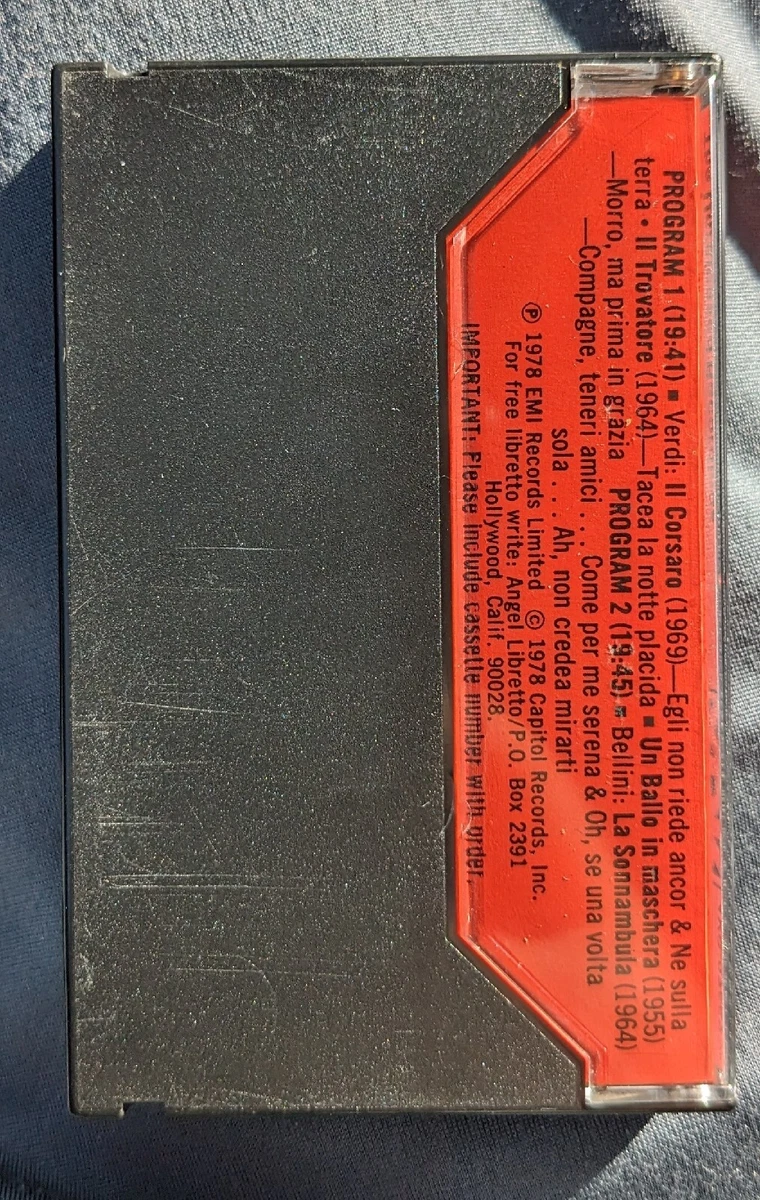 PROGRAM 1 (19:41) ■ Verdi: Il Corsaro (1969)—Egli non riede ancor & Ne sulla
terra • Il Trovatore (1964)—Tacea la notte placida ■ Un Ballo in maschera (1955)
—Morro, ma prima in grazia PROGRAM 2 (19:45) ■ Bellini: La Sonnambula (1964)
—Compagne, teneri amici . . . Come per me serena & Oh, se una volta
sola . . . Ah, non credea mirarti
Ⓟ 1978 EMI Records Limited © 1978 Capitol Records, Inc.
For free libretto write: Angel Libretto/P.O. Box 2391
Hollywood, Calif. 90028.
IMPORTANT: Please include cassette number with order.